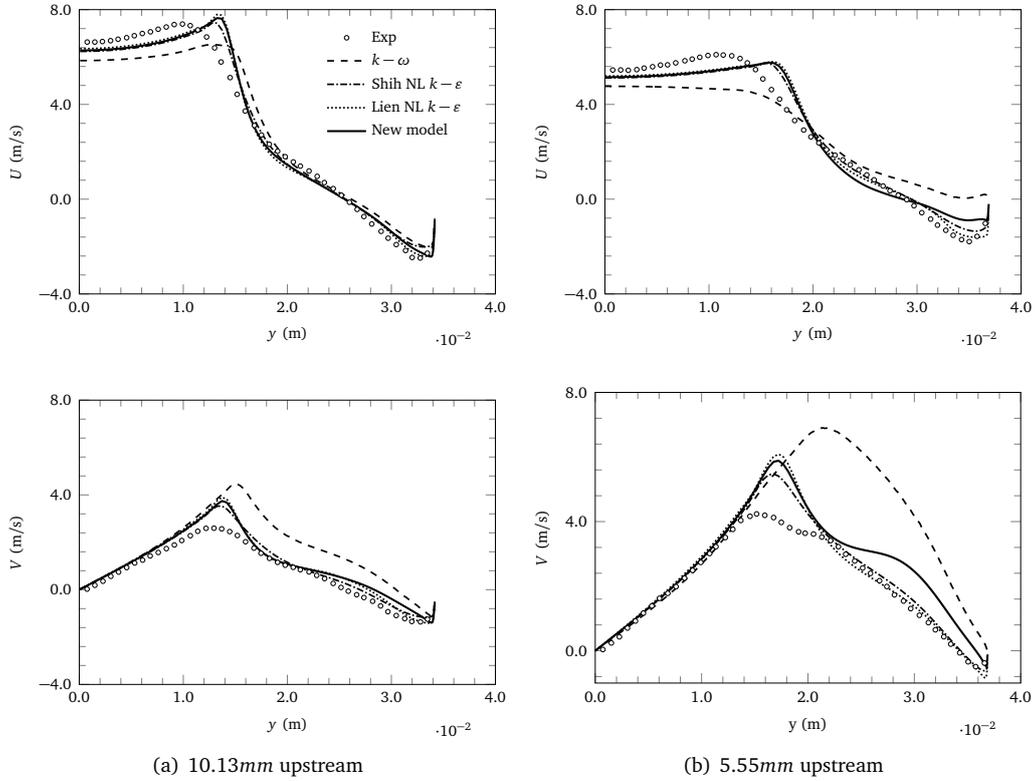 8.0
4.0
0.0
−4.0
U (m/s)
0.0 1.0 2.0 3.0 4.0
y (m)
·10−2
Exp
k − ω
Shih NL k − ε
Lien NL k − ε
New model
8.0
4.0
0.0
−4.0
U (m/s)
0.0 1.0 2.0 3.0 4.0
y (m)
·10−2
8.0
4.0
0.0
−4.0
V (m/s)
0.0 1.0 2.0 3.0 4.0
y (m)
·10−2
8.0
4.0
0.0
V (m/s)
0.0 1.0 2.0 3.0 4.0
y (m)
·10−2
(a) 10.13mm upstream
(b) 5.55mm upstream